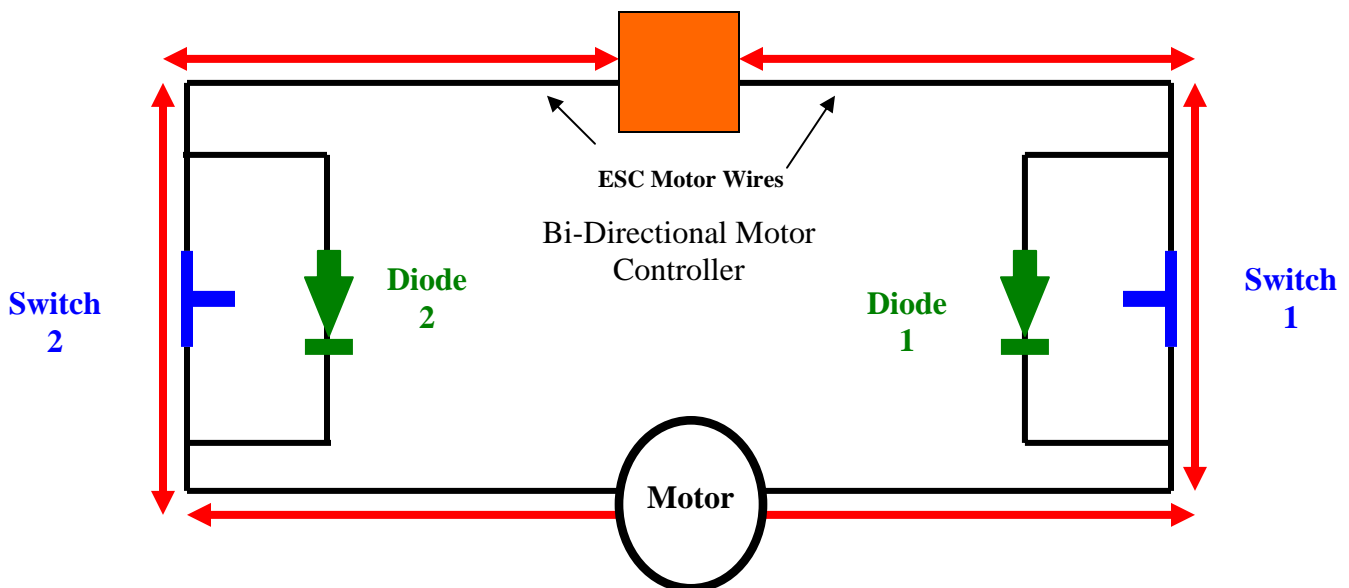 ESC Motor Wires
Bi-Directional Motor
Controller
Switch
2
Diode
2
Diode
1
Switch
1
Motor